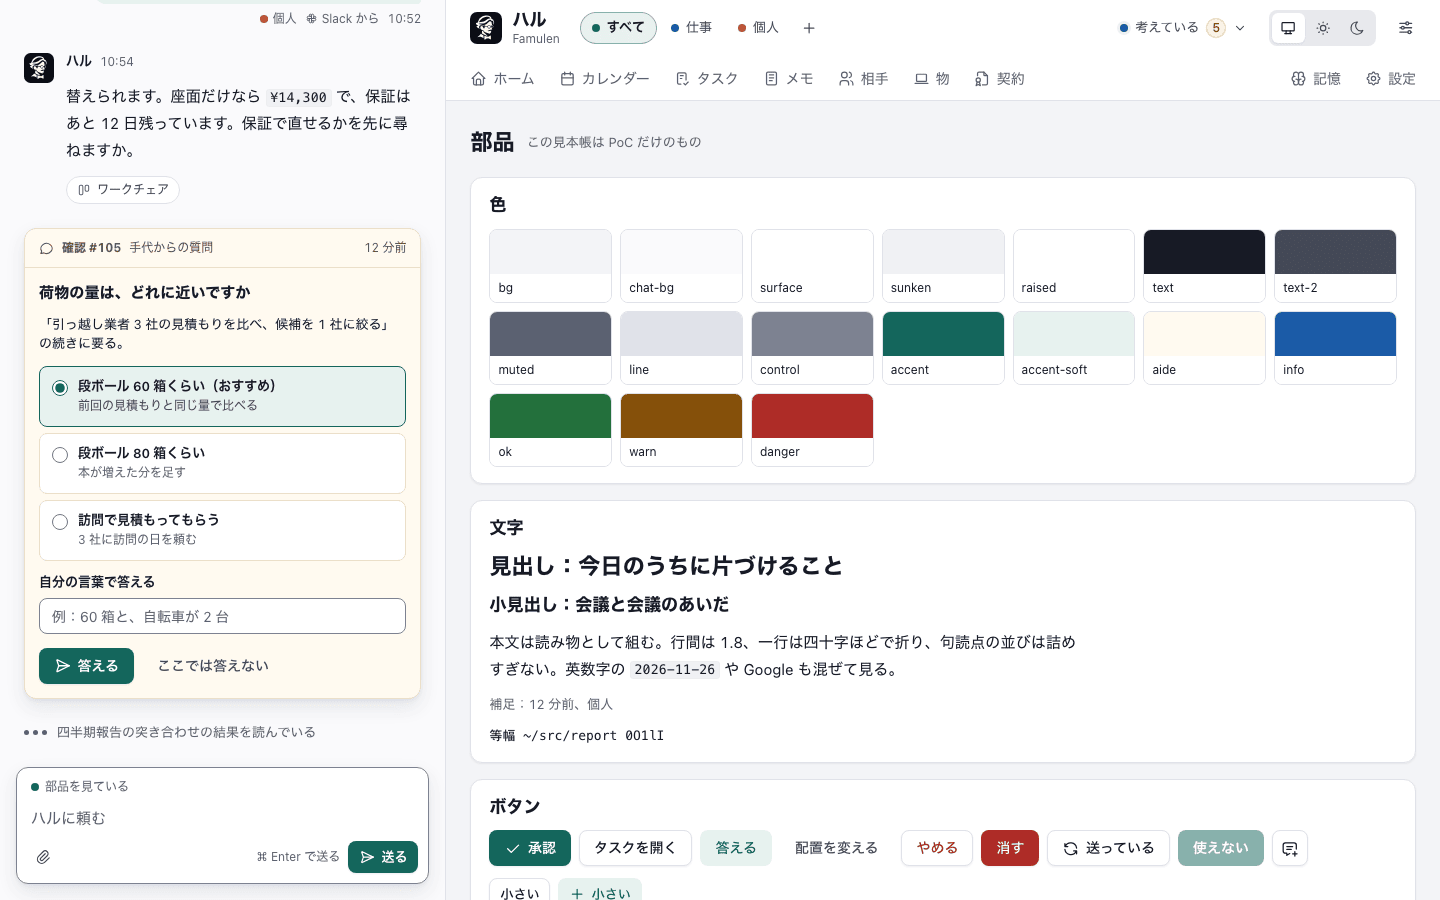 個人 Slack から 10:52
ハル 10:54
替えられます。座面だけなら ¥14,300 で、保証は
あと 12 日残っています。保証で直せるかを先に尋
ねますか。
ワークチェア
確認 #105 手代からの質問 12 分前
荷物の量は、どれに近いですか
「引っ越し業者 3 社の見積もりを比べ、候補を 1 社に絞る」
の続きに要る。
段ボール 60 箱くらい（おすすめ）
前回の見積もりと同じ量で比べる
段ボール 80 箱くらい
本が増えた分を足す
訪問で見積もってもらう
3 社に訪問の日を頼む
自分の言葉で答える
例：60 箱と、自転車が 2 台
答える ここでは答えない
四半期報告の突き合わせの結果を読んでいる
部品を見ている
ハルに頼む
⌘ Enter で送る 送る
ハル
Famulen
すべて 仕事 個人
考えている 5
ホーム カレンダー タスク メモ 相手 物 契約 記憶 設定
部品 この見本帳は PoC だけのもの
色
bg chat-bg surface sunken raised text text-2
muted line control accent accent-soft aide info
ok warn danger
文字
見出し：今日のうちに片づけること
小見出し：会議と会議のあいだ
本文は読み物として組む。行間は 1.8、一行は四十字ほどで折り、句読点の並びは詰め
すぎない。英数字の 2026-11-26 や Google も混ぜて見る。
補足：12 分前、個人
等幅 ~/src/report 0O1lI
ボタン
承認 タスクを開く 答える 配置を変える やめる 消す 送っている 使えない
小さい 小さい